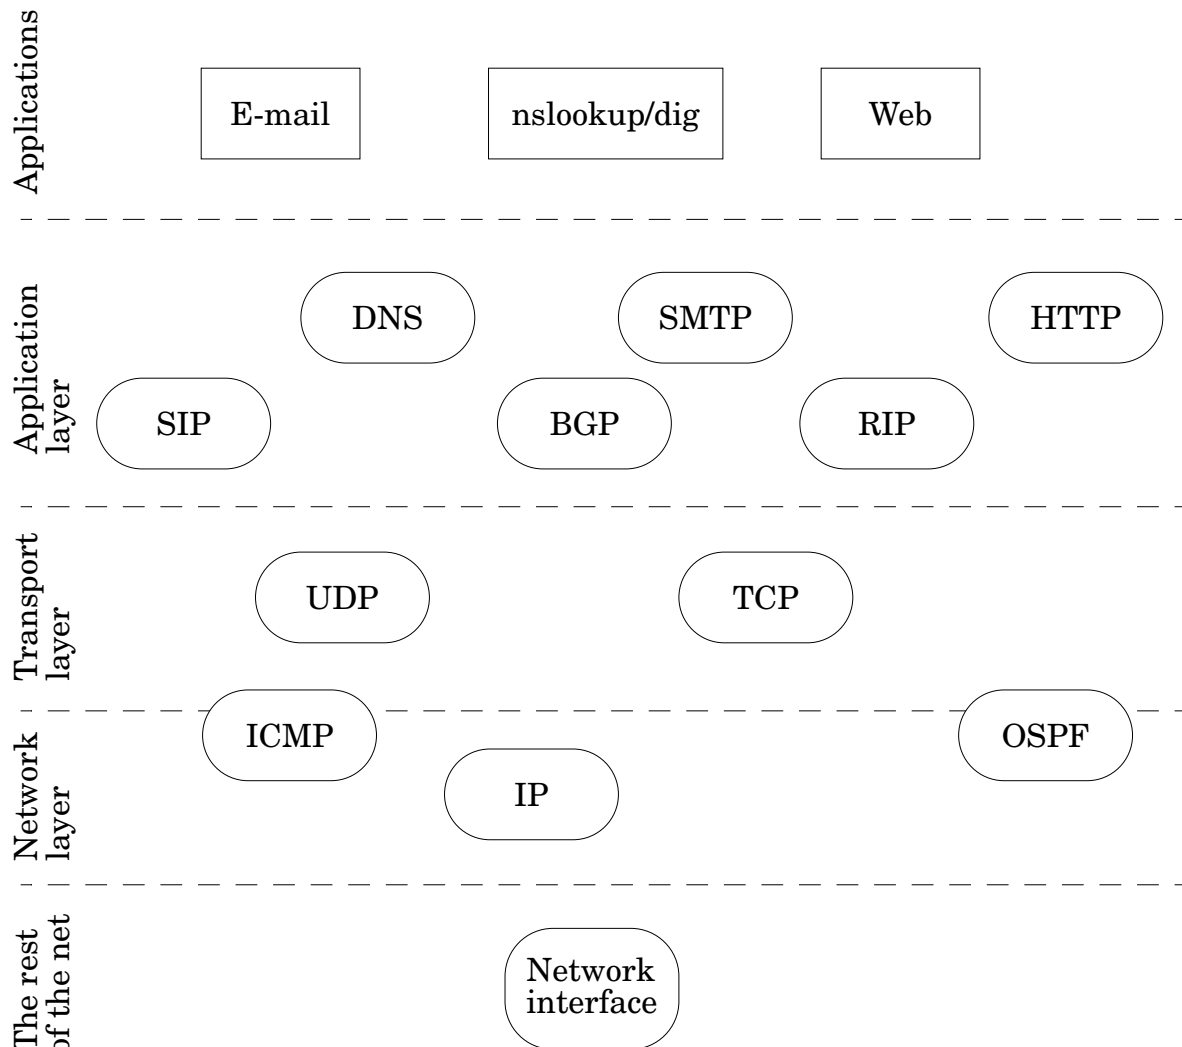 Applications
E-mail
nslookup/dig
Web
Application
layer
DNS
SMTP
HTTP
SIP
BGP
RIP
Transport
layer
UDP
TCP
Network
layer
ICMP
OSPF
IP
The rest
of the net
Network
interface